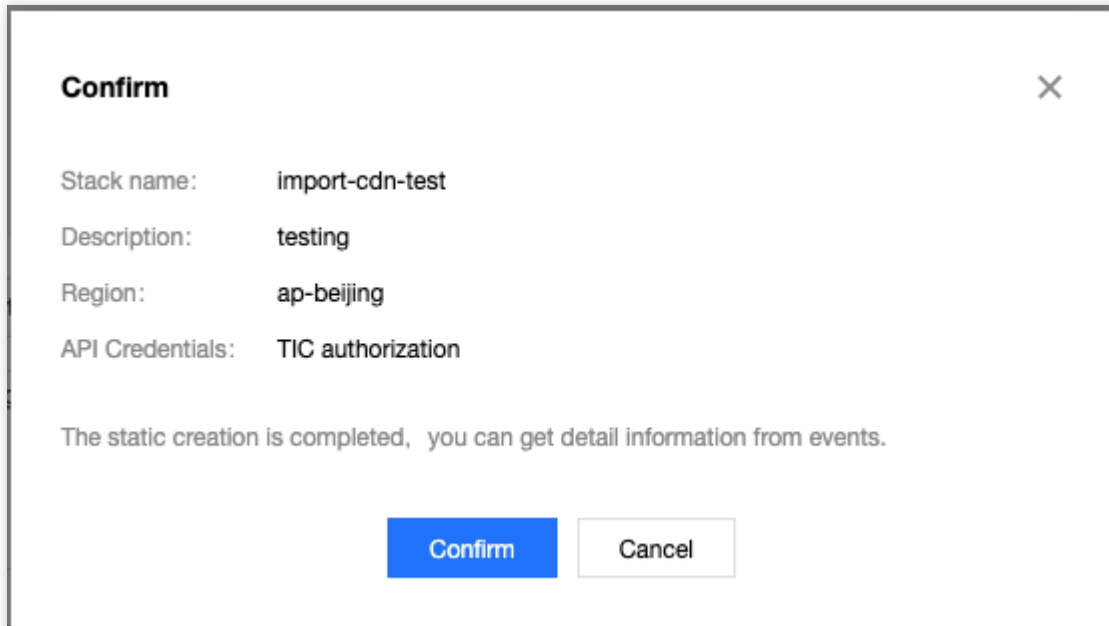 Confirm
Stack name: import-cdn-test
Description: testing
Region: ap-beijing
API Credentials: TIC authorization
The static creation is completced, you can get detail information from events.
Confirm Cancel